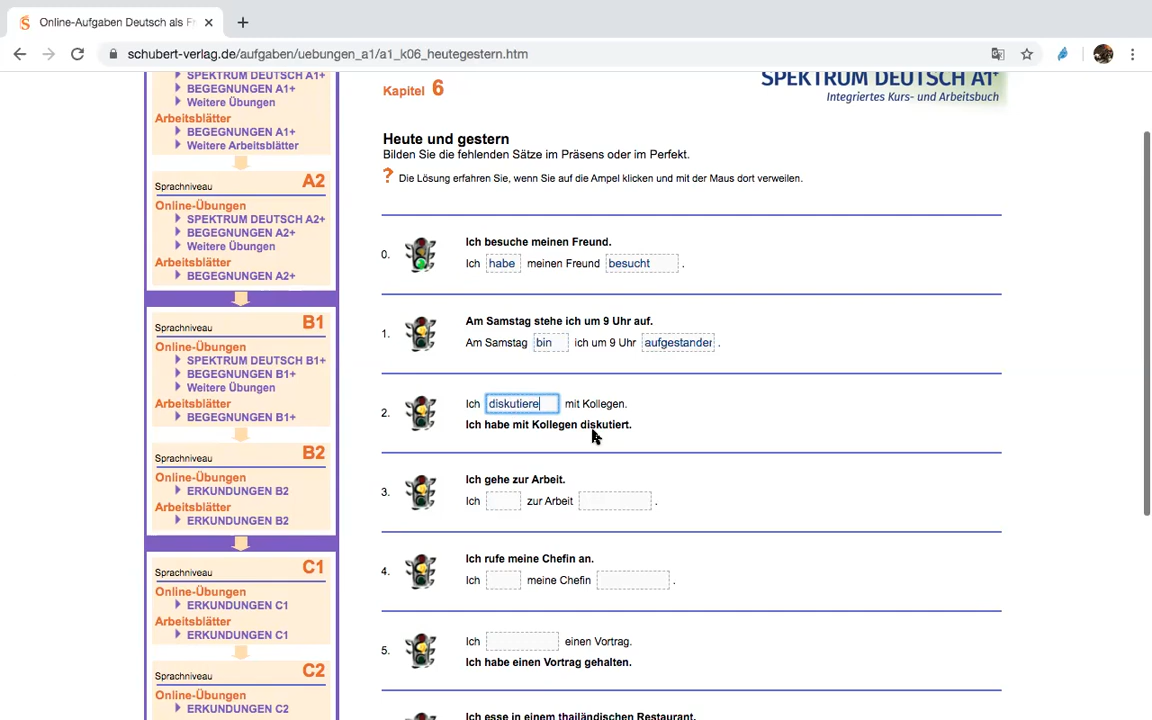 Online-Aufgaben Deutsch als Fr
schubert-verlag.de/aufgaben/uebungen_a1/a1_k06_heutegestern.htm
SPEKTRUM DEUTSCH A1+
BEGEGNUNGEN A1+
Weitere Übungen
Arbeitsblätter
BEGEGNUNGEN A1+
Weitere Arbeitsblätter
Sprachniveau A2
Online-Übungen
SPEKTRUM DEUTSCH A2+
BEGEGNUNGEN A2+
Weitere Übungen
Arbeitsblätter
BEGEGNUNGEN A2+
Sprachniveau B1
Online-Übungen
SPEKTRUM DEUTSCH B1+
BEGEGNUNGEN B1+
Weitere Übungen
Arbeitsblätter
BEGEGNUNGEN B1+
Sprachniveau B2
Online-Übungen
ERKUNDUNGEN B2
Arbeitsblätter
ERKUNDUNGEN B2
Sprachniveau C1
Online-Übungen
ERKUNDUNGEN C1
Arbeitsblätter
ERKUNDUNGEN C1
Sprachniveau C2
Online-Übungen
ERKUNDUNGEN C2
Kapitel 6
SPEKTRUM DEUTSCH A1+
Integriertes Kurs- und Arbeitsbuch
Heute und gestern
Bilden Sie die fehlenden Sätze im Präsens oder im Perfekt.
? Die Lösung erfahren Sie, wenn Sie auf die Ampel klicken und mit der Maus dort verweilen.
0. Ich besuche meinen Freund.
Ich habe meinen Freund besucht .
1. Am Samstag stehe ich um 9 Uhr auf.
Am Samstag bin ich um 9 Uhr aufgestanden .
2. Ich diskutiere mit Kollegen.
Ich habe mit Kollegen diskutiert.
3. Ich gehe zur Arbeit.
Ich zur Arbeit .
4. Ich rufe meine Chefin an.
Ich meine Chefin .
5. Ich einen Vortrag.
Ich habe einen Vortrag gehalten.
Ich esse in einem thailändischen Restaurant.